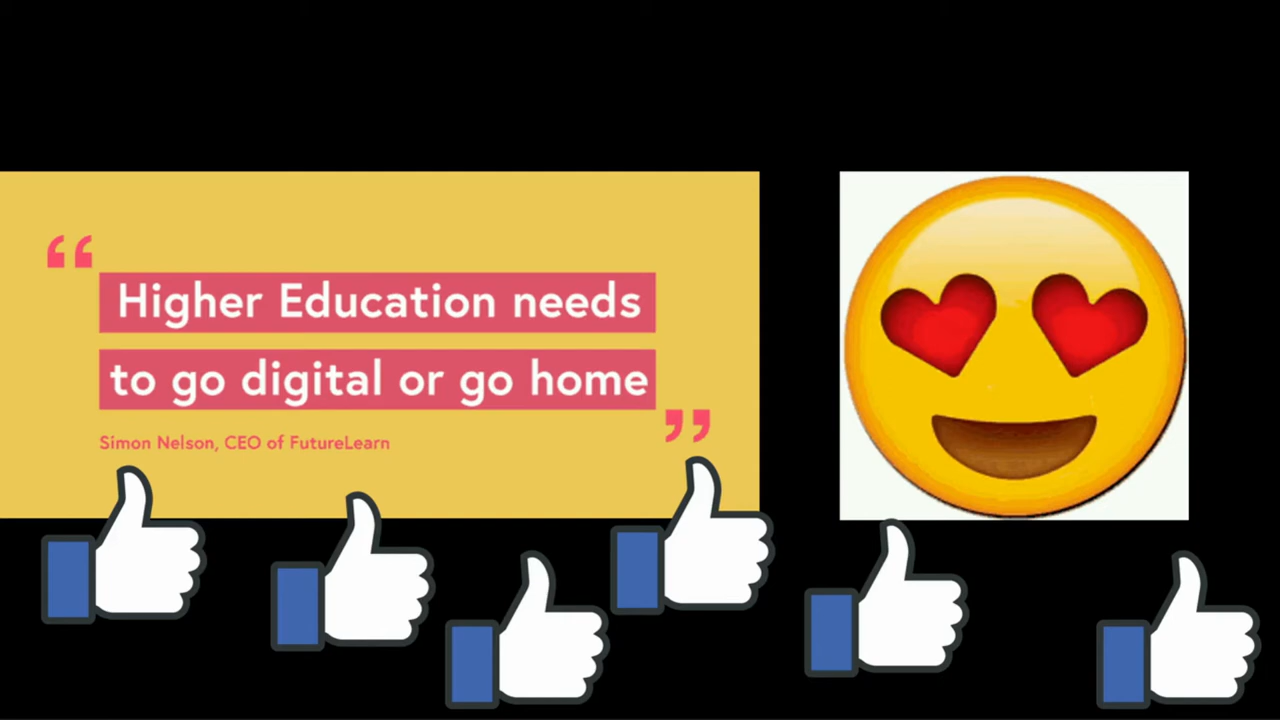 “
Higher Education needs
to go digital or go home
”
Simon Nelson, CEO of FutureLearn